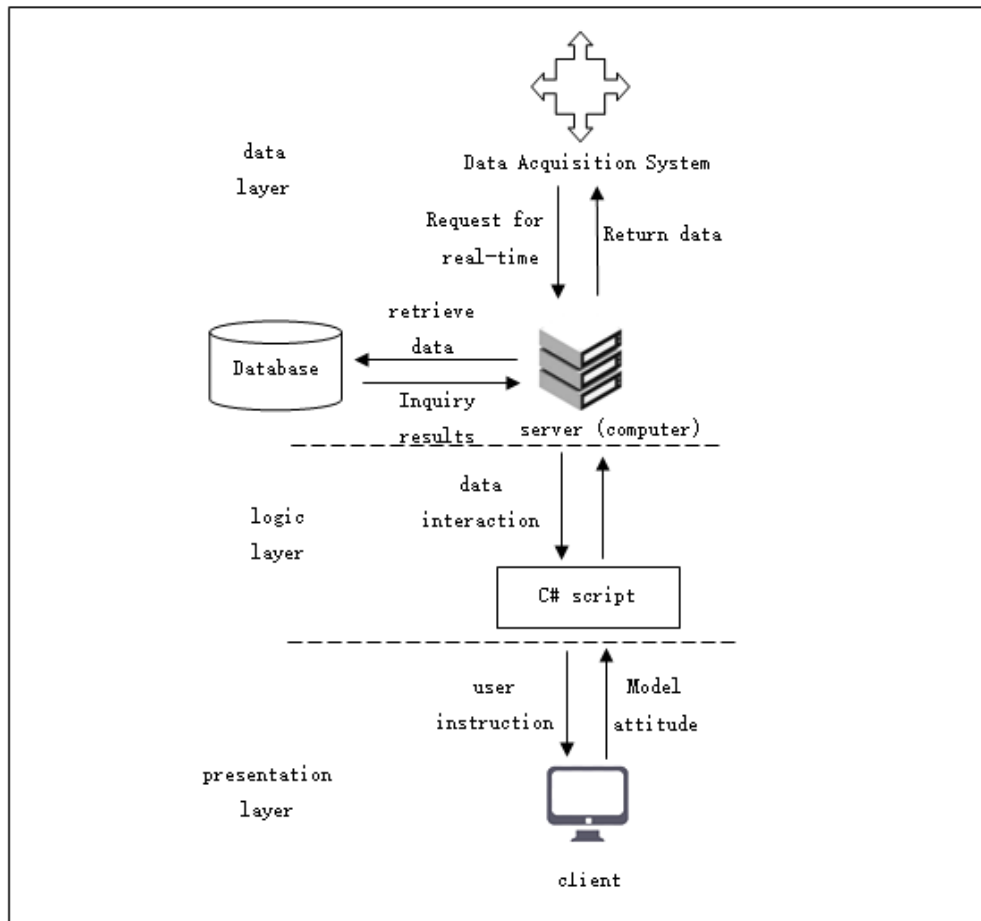 Data Acquisition System
data
layer
Request for
real-time
Return data
retrieve
data
Database
Inquiry
results
server (computer)
data
interaction
logic
layer
C# script
user
instruction
Model
attitude
presentation
layer
client